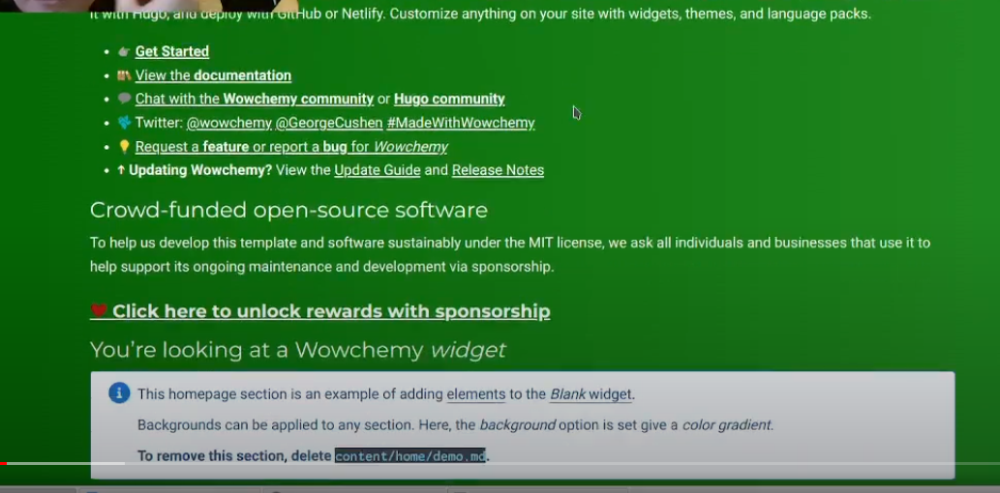 it with Hugo, and deploy with GitHub or Netlify. Customize anything on your site with widgets, themes, and language packs.
Get Started
View the documentation
Chat with the Wowchemy community or Hugo community
Twitter: @wowchemy @GeorgeCushen #MadeWithWowchemy
Request a feature or report a bug for Wowchemy
Updating Wowchemy? View the Update Guide and Release Notes
Crowd-funded open-source software
To help us develop this template and software sustainably under the MIT license, we ask all individuals and businesses that use it to
help support its ongoing maintenance and development via sponsorship.
Click here to unlock rewards with sponsorship
You're looking at a Wowchemy widget
This homepage section is an example of adding elements to the Blank widget.
Backgrounds can be applied to any section. Here, the background option is set give a color gradient.
To remove this section, delete content/home/demo.md.